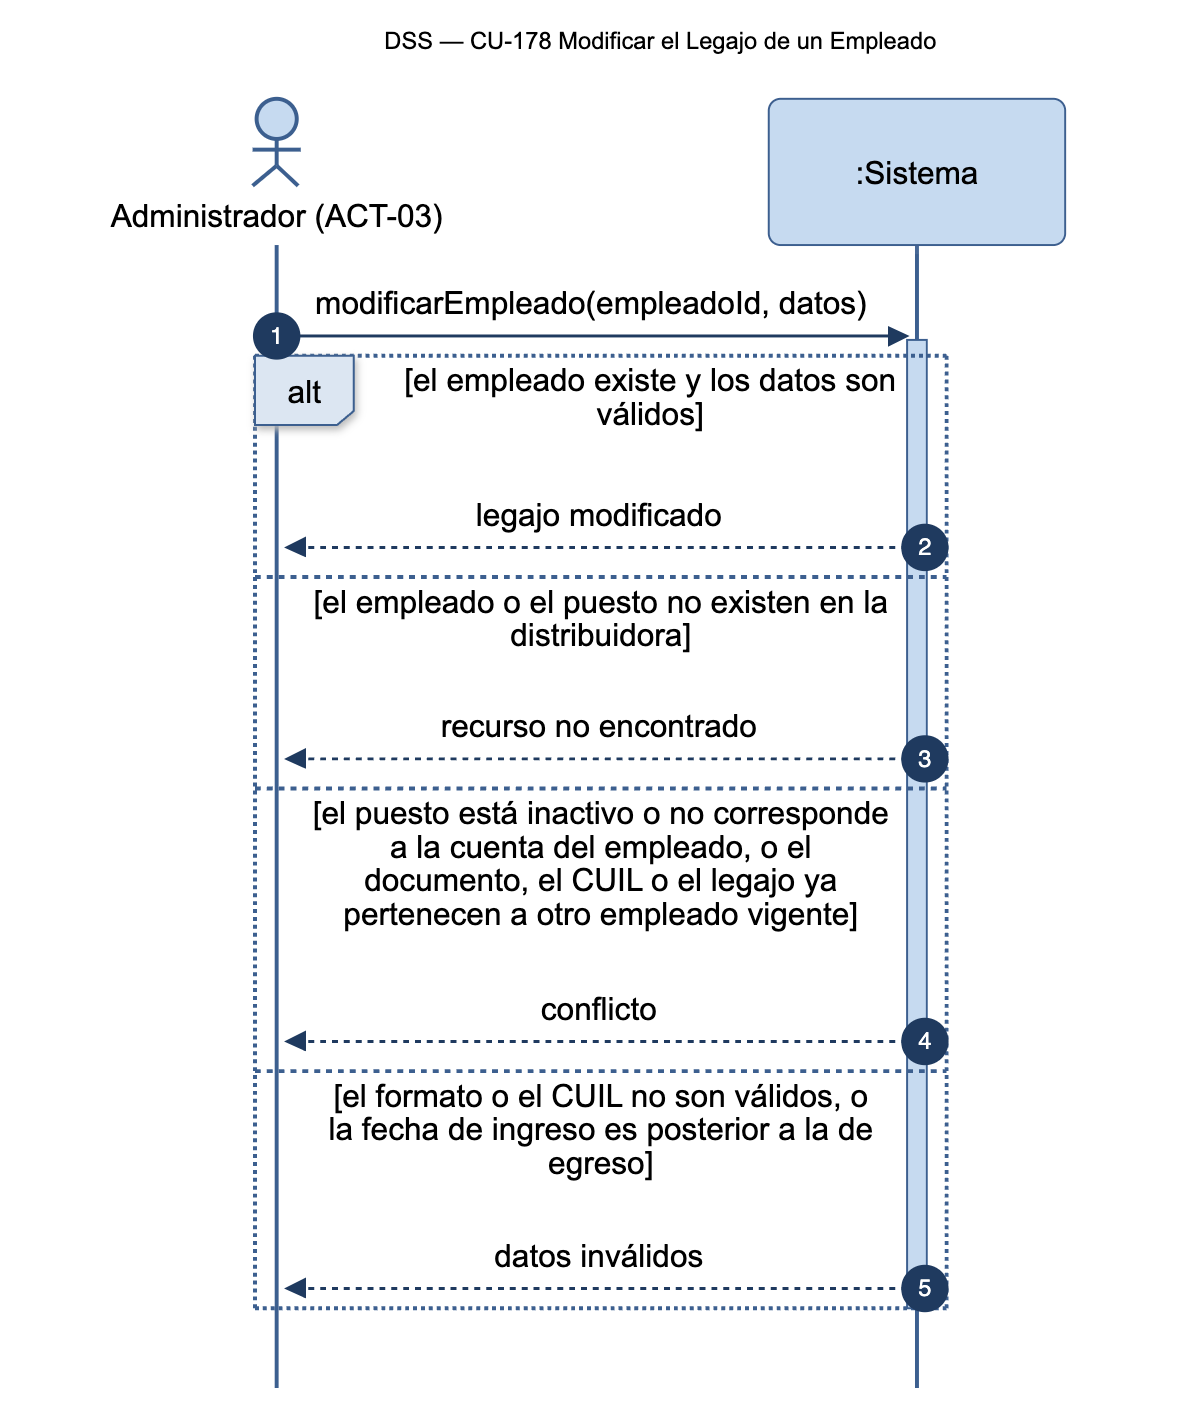 DSS — CU-178 Modificar el Legajo de un Empleado
Administrador (ACT-03)
:Sistema
modificarEmpleado(empleadoId, datos)
1
alt
[el empleado existe y los datos son
válidos]
legajo modificado
2
[el empleado o el puesto no existen en la
distribuidora]
recurso no encontrado
3
[el puesto está inactivo o no corresponde
a la cuenta del empleado, o el
documento, el CUIL o el legajo ya
pertenecen a otro empleado vigente]
conflicto
4
[el formato o el CUIL no son válidos, o
la fecha de ingreso es posterior a la de
egreso]
datos inválidos
5